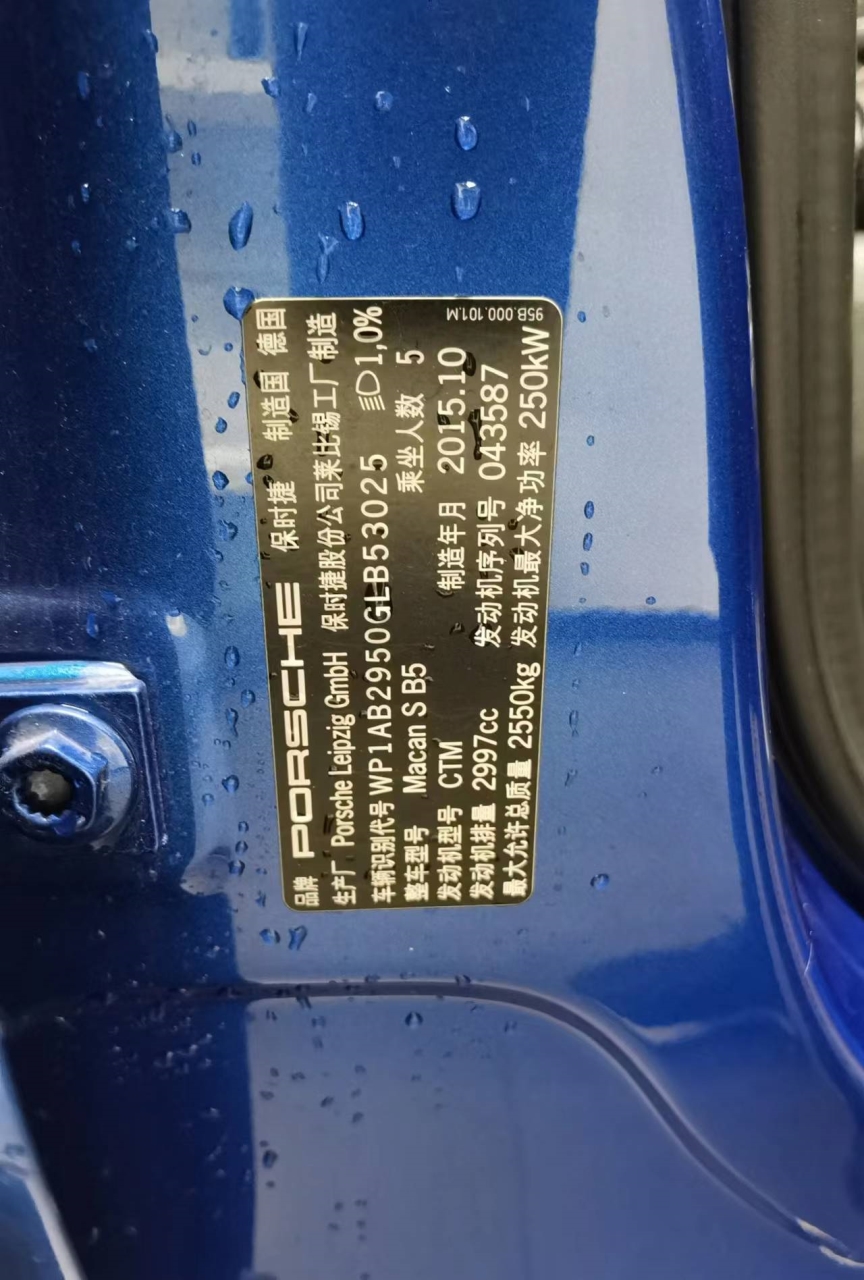 品牌 PORSCHE 保时捷 制造国 德国
生产厂 Porsche Leipzig GmbH 保时捷股份公司莱比锡工厂制造
车辆识别代号 WP1AB2950GLB53025 1,0%
整车型号 Macan S B5 乘坐人数 5
发动机型号 CTM 制造年月 2015.10
发动机排量 2997cc 发动机序列号 043587
最大允许总质量 2550kg 发动机最大净功率 250kW
95B.000.101.M